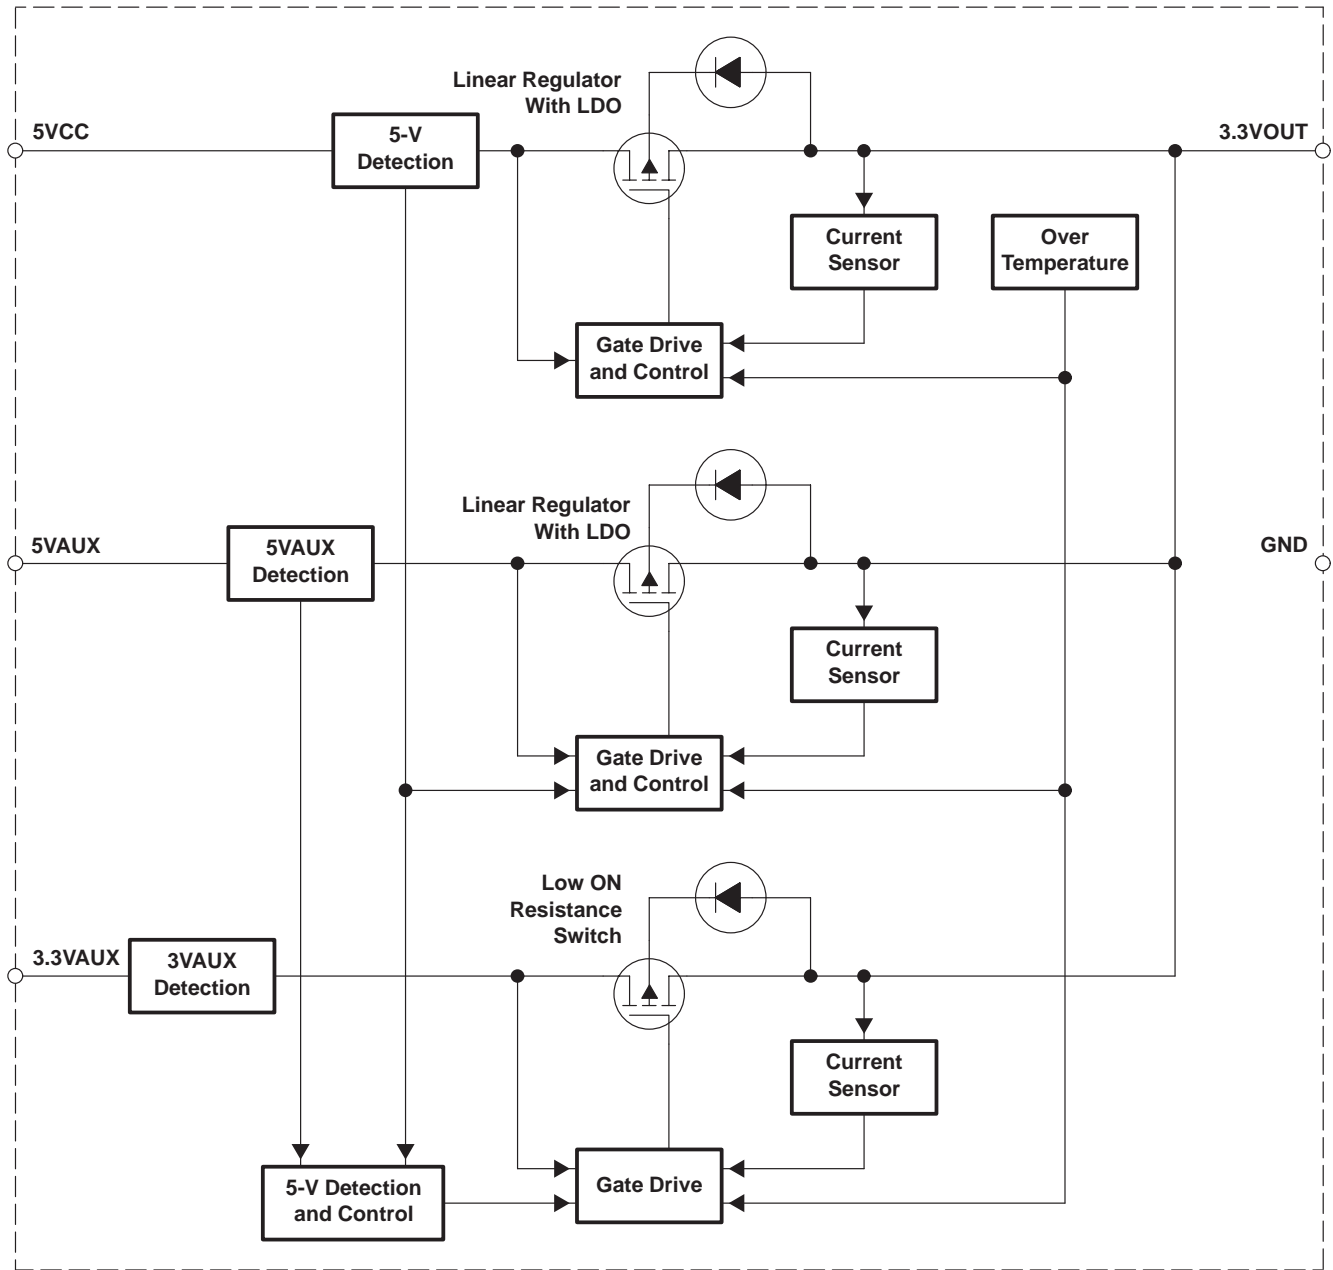 Linear Regulator
With LDO
5VCC
5-V
Detection
3.3VOUT
Current
Sensor
Over
Temperature
Gate Drive
and Control
Linear Regulator
With LDO
5VAUX
5VAUX
Detection
GND
Current
Sensor
Gate Drive
and Control
Low ON
Resistance
Switch
3.3VAUX
3VAUX
Detection
Current
Sensor
5-V Detection
and Control
Gate Drive